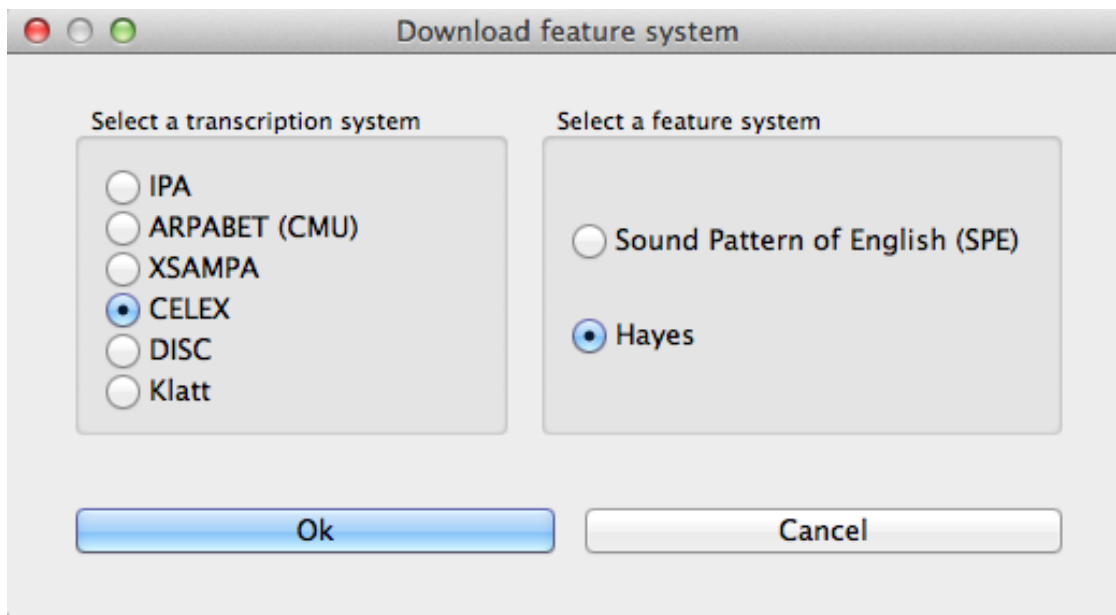 Download feature system
Select a transcription system
IPA
ARPABET (CMU)
XSAMPA
CELEX
DISC
Klatt
Select a feature system
Sound Pattern of English (SPE)
Hayes
Ok
Cancel